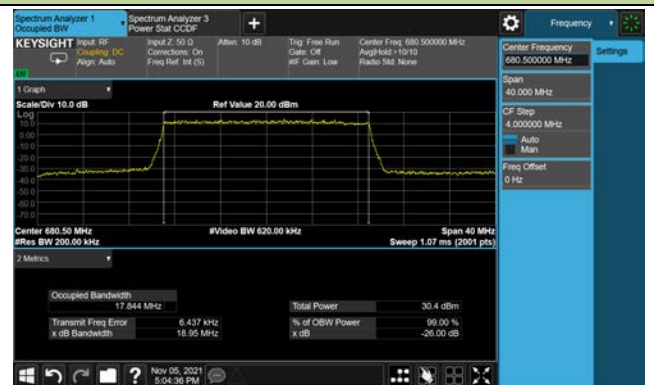 Spectrum Analyzer 1
Occupied BW
Spectrum Analyzer 3
Power Stat CCDF
+
Frequency
KEYSIGHT
Input: RF
Coupling: DC
Align: Auto
Input Z: 50 Ω
Corrections: On
Freq Ref: Int (S)
Atten: 10 dB
Trig: Free Run
Gate: Off
#IF Gain: Low
Center Freq: 680.500000 MHz
Avg|Hold:>10/10
Radio Std: None
Center Frequency
680.500000 MHz
Settings
Span
40.000 MHz
CF Step
4.000000 MHz
Auto
Man
Freq Offset
0 Hz
1 Graph
Scale/Div 10.0 dB
Ref Value 20.00 dBm
Log
10.0
0.00
-10.0
-20.0
-30.0
-40.0
-50.0
-60.0
-70.0
Center 680.50 MHz
#Video BW 620.00 kHz
Span 40 MHz
#Res BW 200.00 kHz
Sweep 1.07 ms (2001 pts)
2 Metrics
Occupied Bandwidth
17.844 MHz
Total Power
30.4 dBm
Transmit Freq Error
6.437 kHz
% of OBW Power
99.00 %
x dB Bandwidth
18.95 MHz
x dB
-26.00 dB
?
Nov 05, 2021
5:04:36 PM